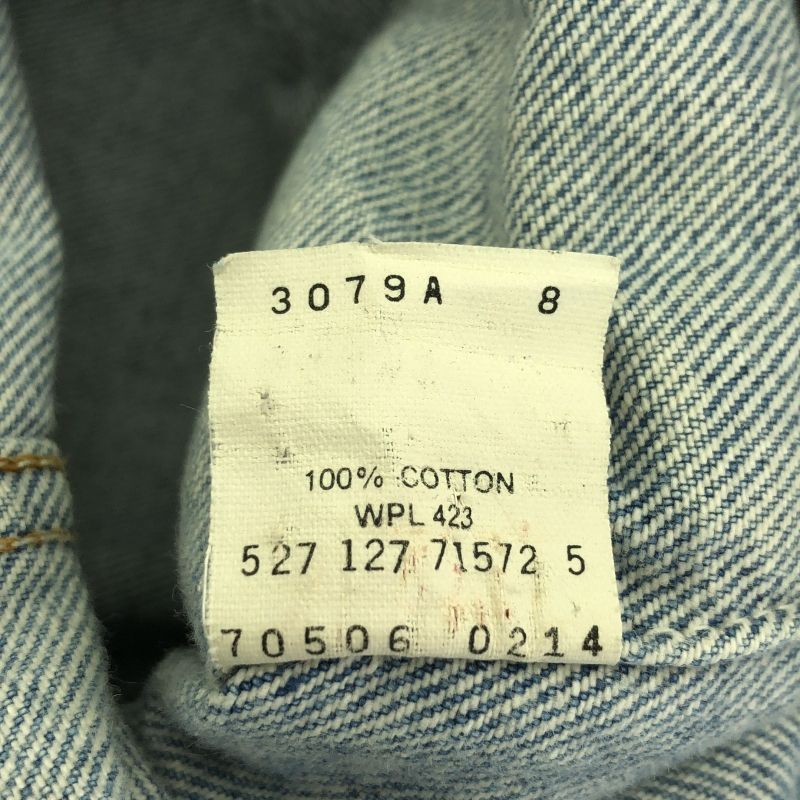 3079A 8
100% COTTON
WPL 423
527 127 71572 5
70506 0214